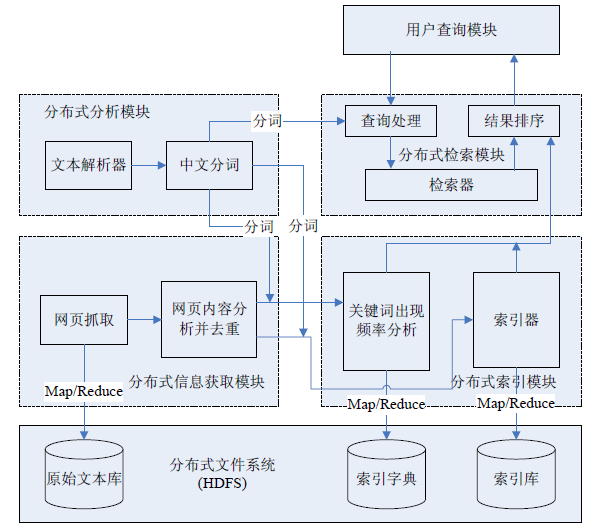 用户查询模块
分布式分析模块
分词
查询处理
结果排序
分布式检索模块
文本解析器
中文分词
检索器
分词
分词
网页抓取
网页内容分
析并去重
关键词出现
频率分析
索引器
分布式信息获取模块
分布式索引模块
Map/Reduce
Map/Reduce
Map/Reduce
原始文本库
分布式文件系统
(HDFS)
索引字典
索引库